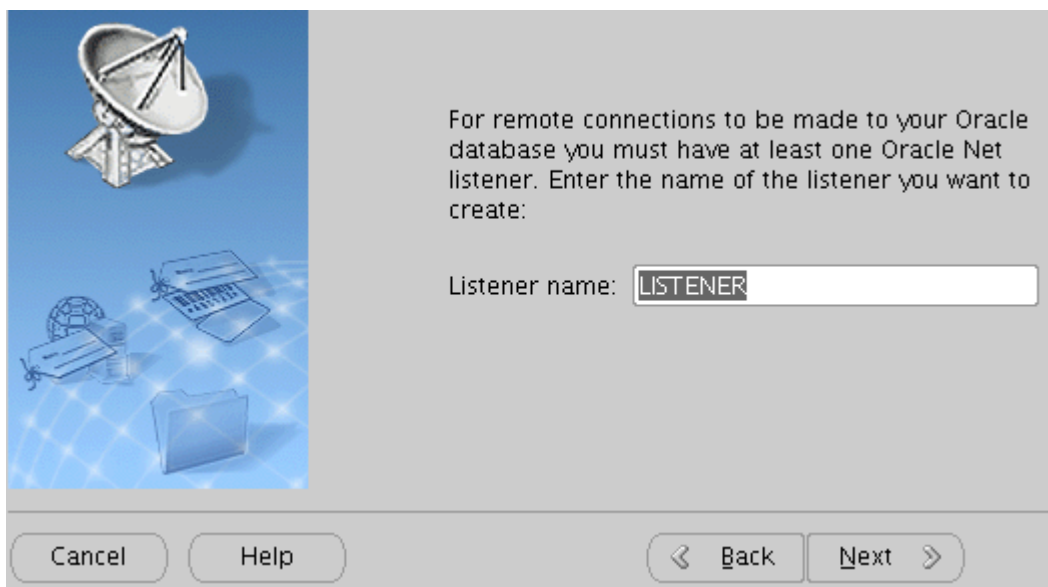 For remote connections to be made to your Oracle
database you must have at least one Oracle Net
listener. Enter the name of the listener you want to
create:
Listener name: LISTENER
Cancel Help Back Next